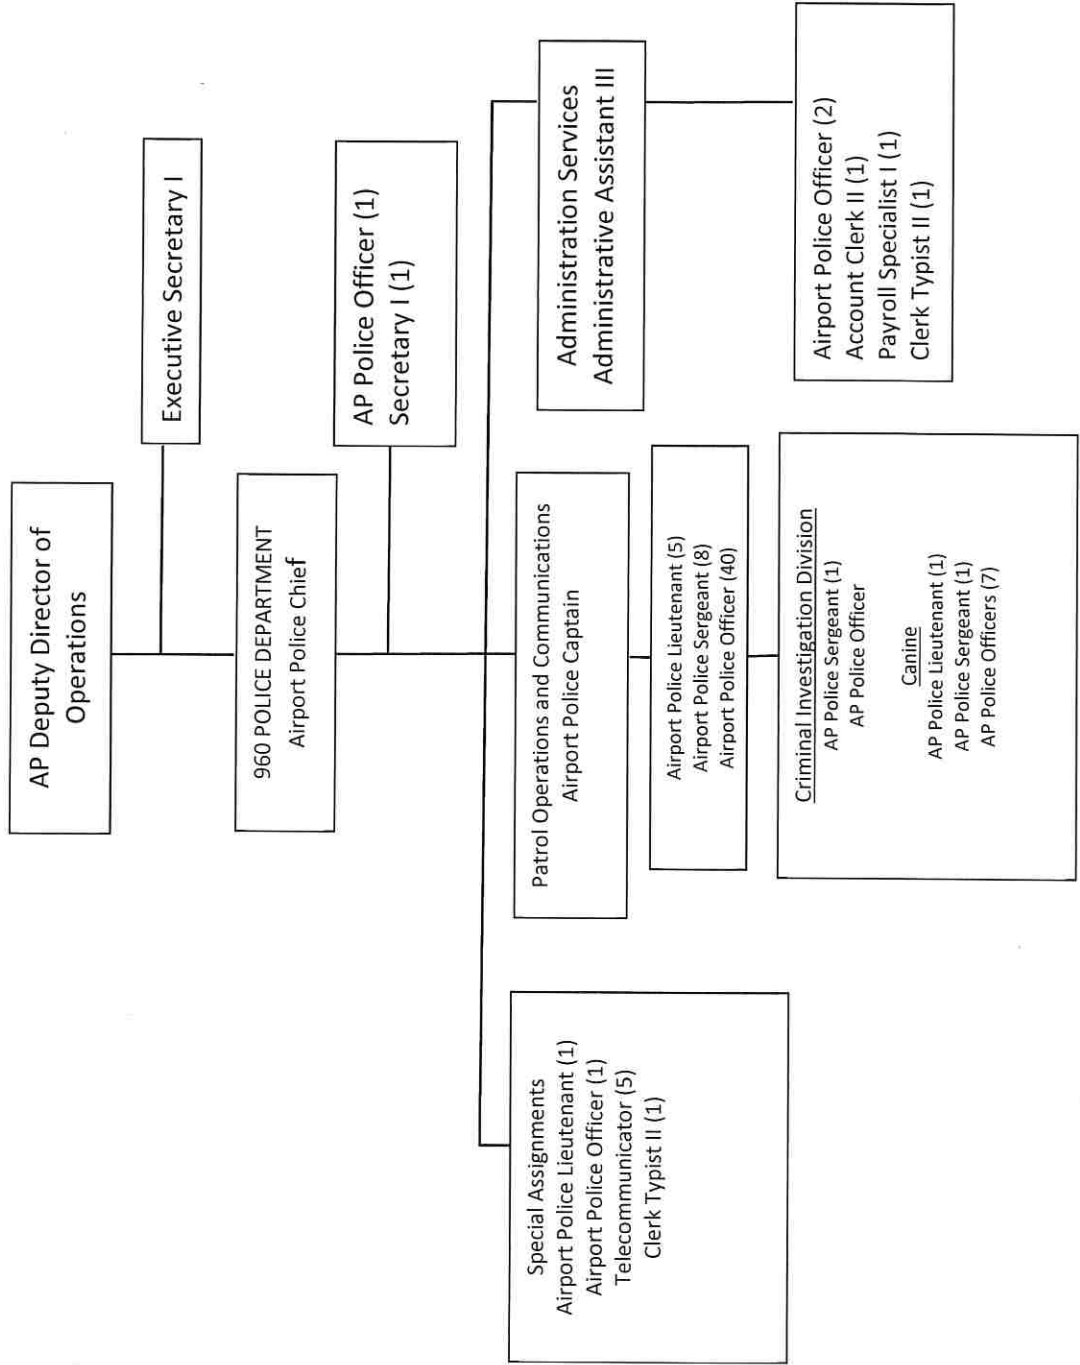 AP Deputy Director of
Operations
Executive Secretary I
960 POLICE DEPARTMENT
Airport Police Chief
AP Police Officer (1)
Secretary I (1)
Special Assignments
Airport Police Lieutenant (1)
Airport Police Officer (1)
Telecommunicator (5)
Clerk Typist II (1)
Patrol Operations and Communications
Airport Police Captain
Airport Police Lieutenant (5)
Airport Police Sergeant (8)
Airport Police Officer (40)
Criminal Investigation Division
AP Police Sergeant (1)
AP Police Officer
Canine
AP Police Lieutenant (1)
AP Police Sergeant (1)
AP Police Officers (7)
Administration Services
Administrative Assistant III
Airport Police Officer (2)
Account Clerk II (1)
Payroll Specialist I (1)
Clerk Typist II (1)